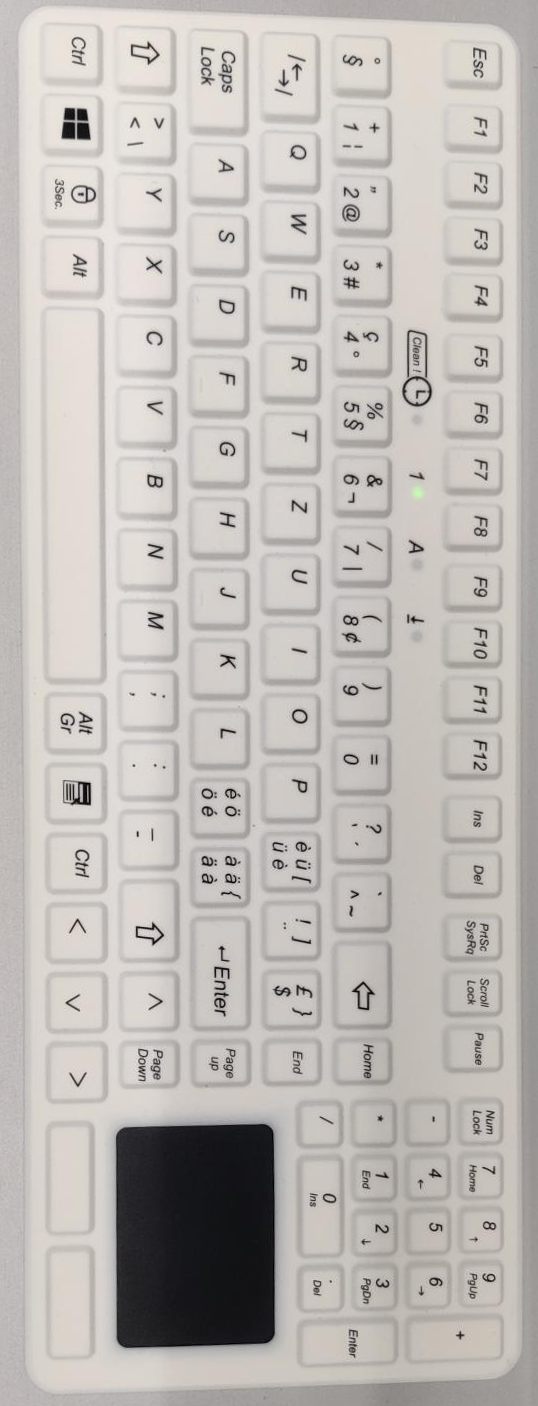 Esc F1 F2 F3 F4 F5 F6 F7 F8 F9 F10 F11 F12 Ins Del PrtSc Scroll Pause
SysRq Lock
Clean ! 1 A
° + " * ç % & / ( ) = ? ` Home
§ 1 ¦ 2 @ 3 # 4 ° 5 § 6 ¬ 7 | 8 ¢ 9 0 ' ´ ^ ~
Q W E R T Z U I O P è ü [ ! ] £ } End
ü è ¨ $
Caps A S D F G H J K L é ö à ä { ↵ Enter Page
Lock ö é ä à up
> Y X C V B N M ; : _ ^ Page
< \ , . - Down
Ctrl 3Sec. Alt Alt Ctrl < v >
Gr
Num 7 8 9 +
Lock Home ↑ PgUp
- 4 5 6
← →
* 1 2 3 Enter
End ↓ PgDn
/ 0 .
Ins Del